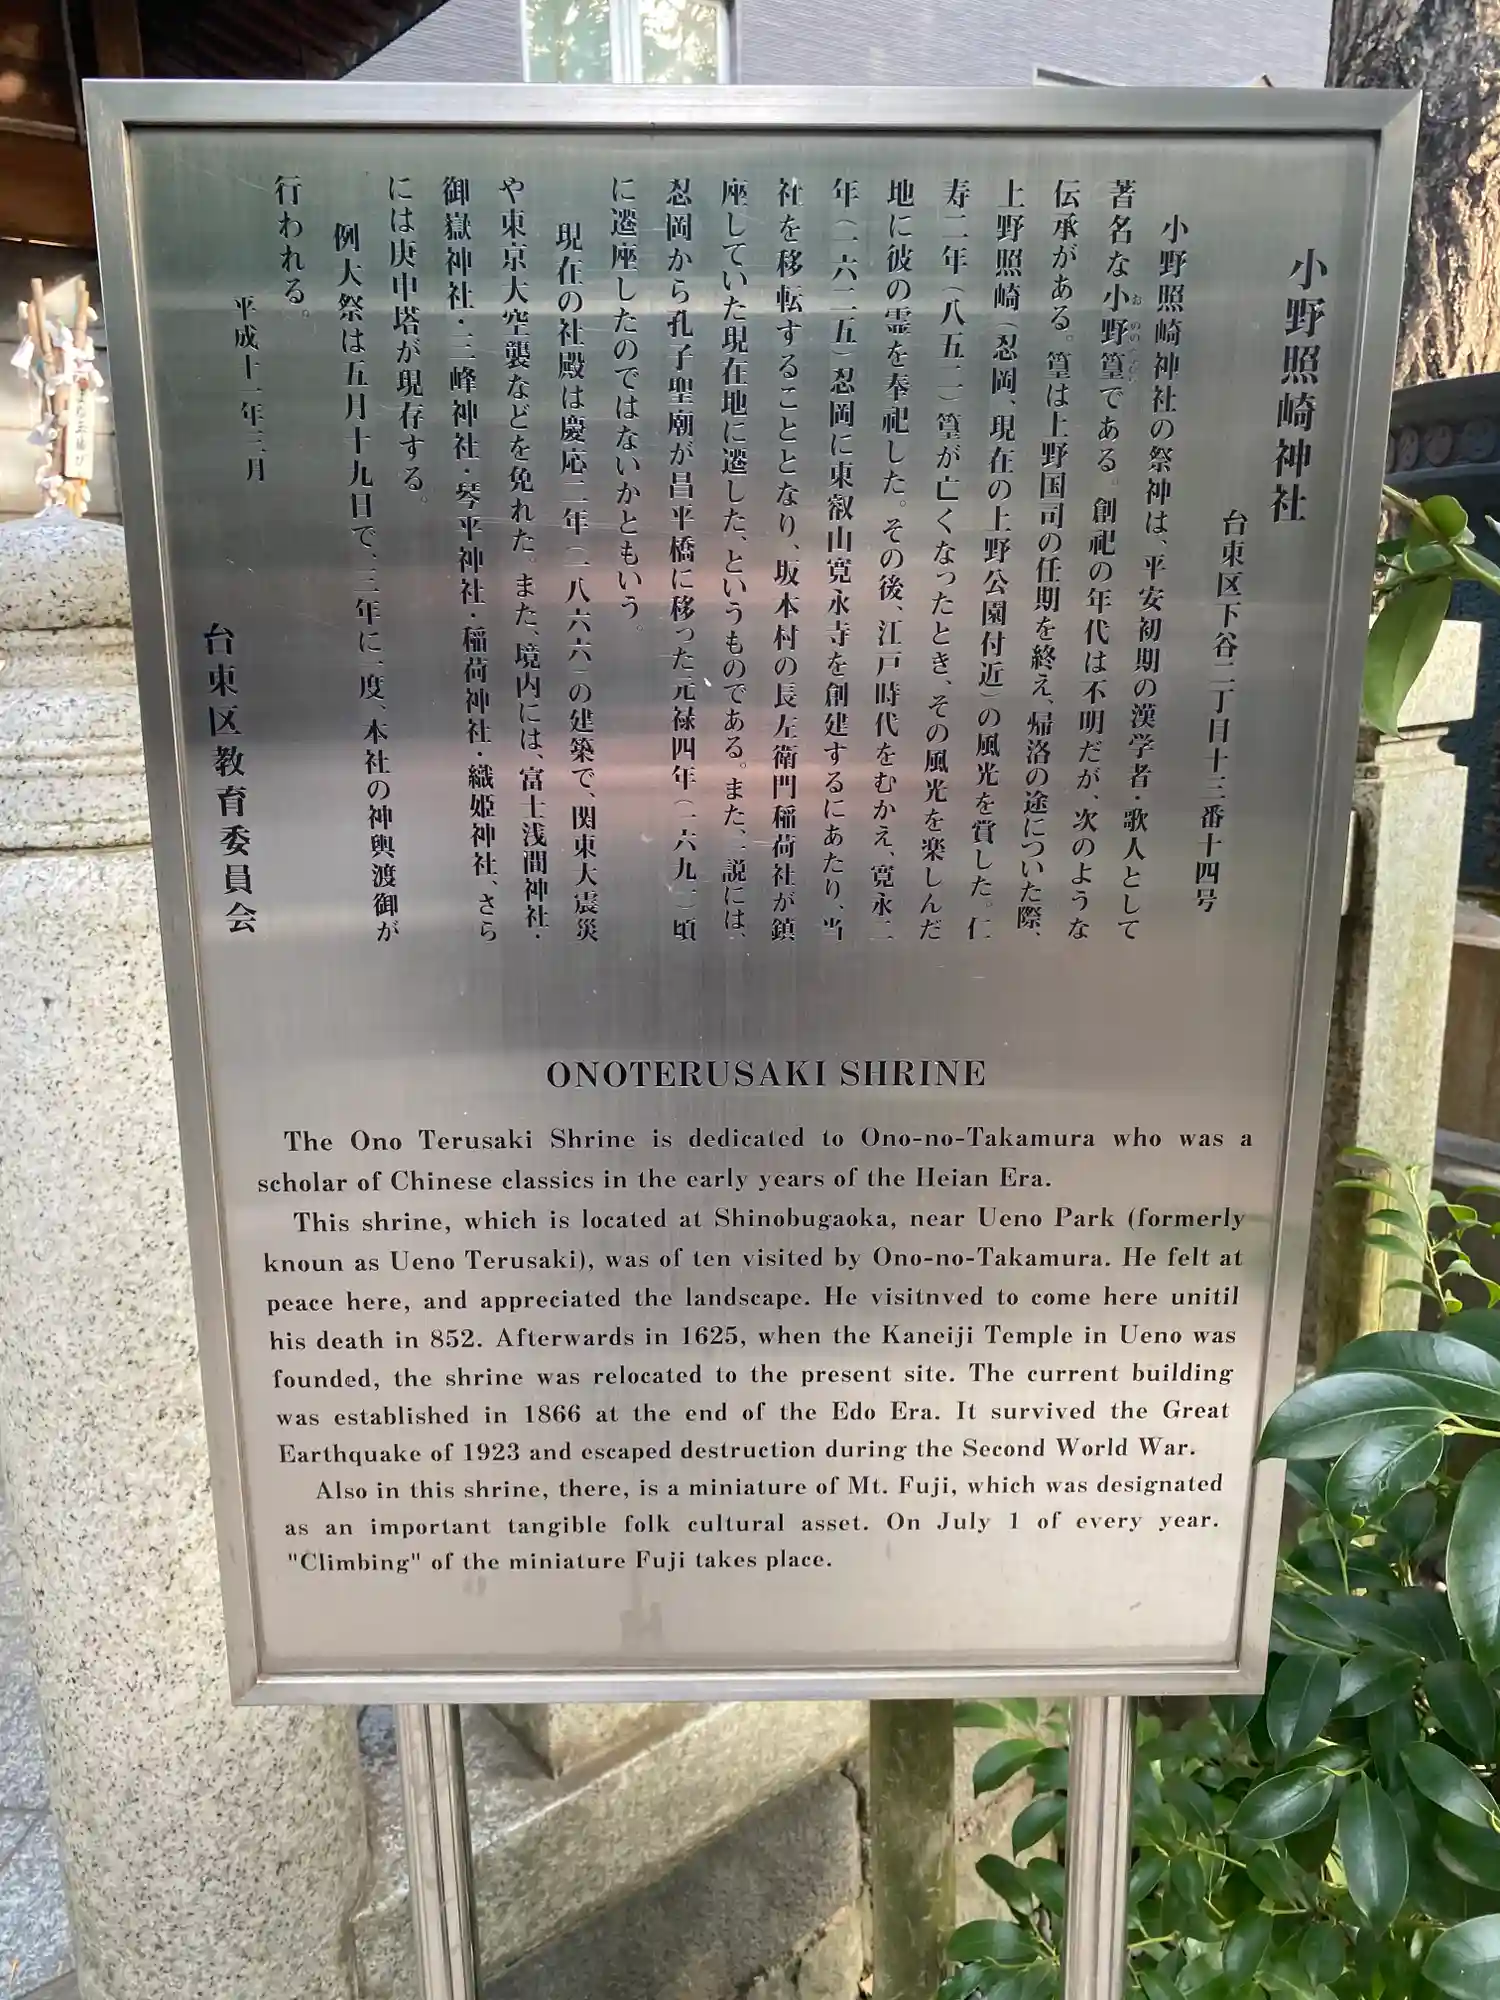 小野照崎神社
台東区下谷二丁目十三番十四号
小野照崎神社の祭神は、平安初期の漢学者・歌人として
著名な小野篁である。創祀の年代は不明だが、次のような
伝承がある。篁は上野国司の任期を終え、帰洛の途についた際、
上野照崎（忍岡、現在の上野公園付近）の風光を賞した。仁
寿二年（八五二）篁が亡くなったとき、その風光を楽しんだ
地に彼の霊を奉祀した。その後、江戸時代をむかえ、寛永二
年（一六二五）忍岡に東叡山寛永寺を創建するにあたり、当
社を移転することとなり、坂本村の長左衛門稲荷社が鎮
座していた現在地に遷した、というものである。また、一説には、
忍岡から孔子聖廟が昌平橋に移った元禄四年（一六九一）頃
に遷座したのではないかともいう。
現在の社殿は慶応二年（一八六六）の建築で、関東大震災
や東京大空襲などを免れた。また、境内には、富士浅間神社・
御嶽神社・三峰神社・琴平神社・稲荷神社・織姫神社、さら
には庚申塔が現存する。
例大祭は五月十九日で、三年に一度、本社の神輿渡御が
行われる。
平成十一年三月
台東区教育委員会
ONOTERUSAKI SHRINE
The Ono Terusaki Shrine is dedicated to Ono-no-Takamura who was a
scholar of Chinese classics in the early years of the Heian Era.
This shrine, which is located at Shinobugaoka, near Ueno Park (formerly
knoun as Ueno Terusaki), was of ten visited by Ono-no-Takamura. He felt at
peace here, and appreciated the landscape. He visitnved to come here unitil
his death in 852. Afterwards in 1625, when the Kaneiji Temple in Ueno was
founded, the shrine was relocated to the present site. The current building
was established in 1866 at the end of the Edo Era. It survived the Great
Earthquake of 1923 and escaped destruction during the Second World War.
Also in this shrine, there, is a miniature of Mt. Fuji, which was designated
as an important tangible folk cultural asset. On July 1 of every year.
"Climbing" of the miniature Fuji takes place.